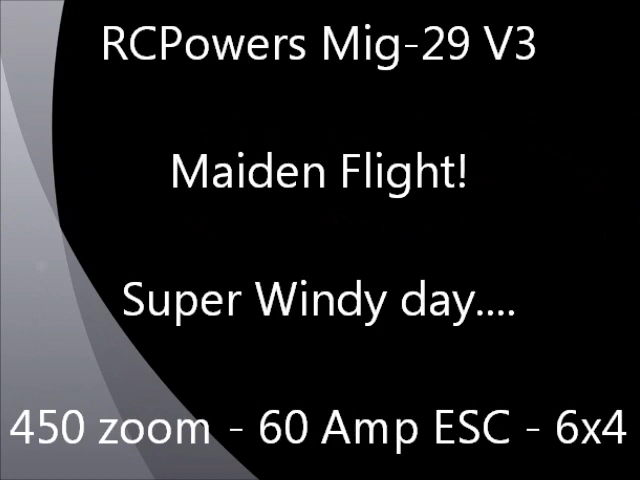 RCPowers Mig-29 V3
Maiden Flight!
Super Windy day....
450 zoom - 60 Amp ESC - 6x4